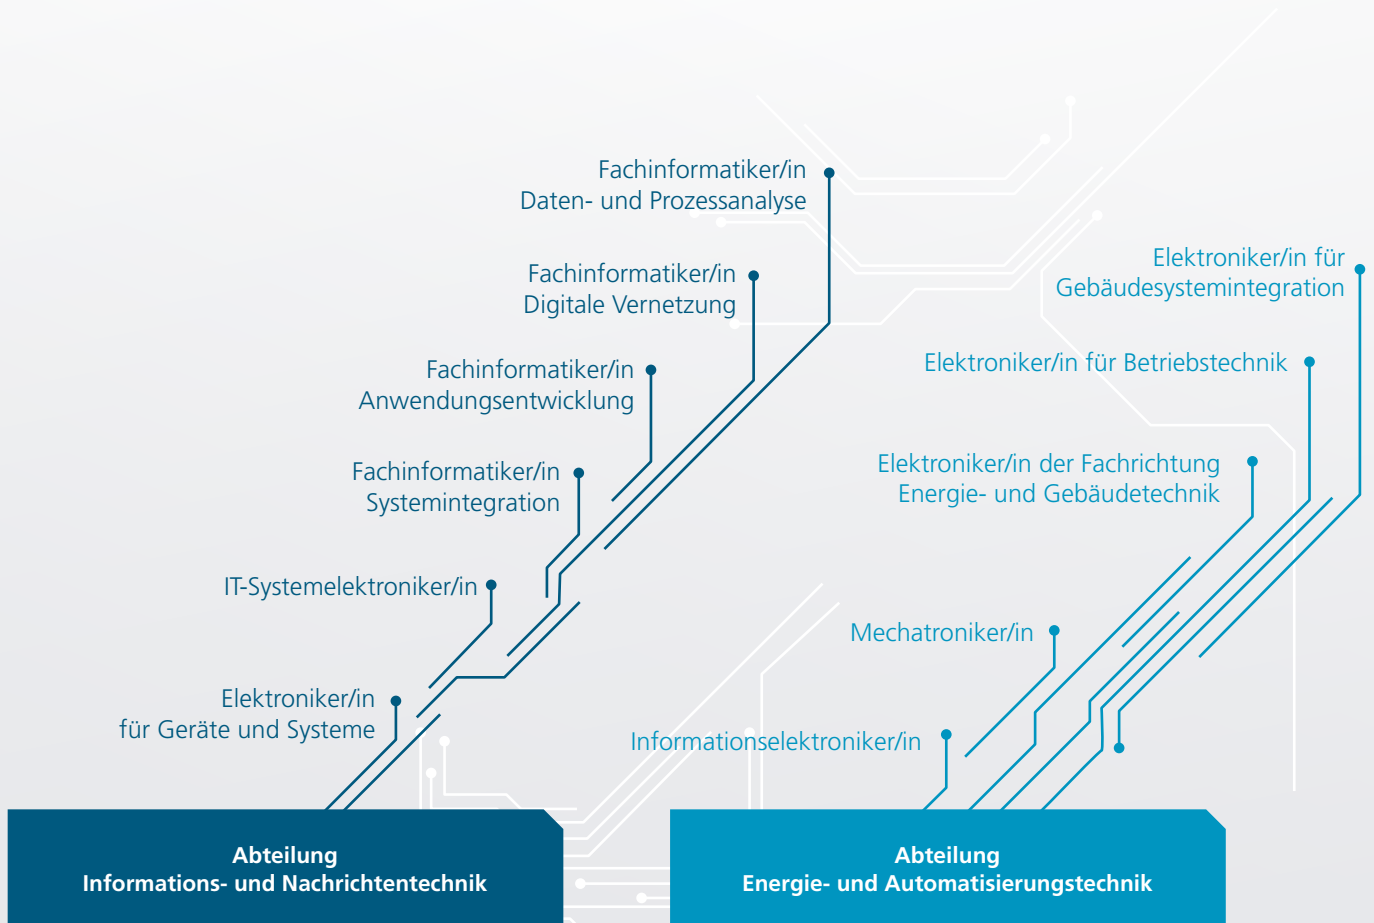 Fachinformatiker/in
Daten- und Prozessanalyse
Fachinformatiker/in
Digitale Vernetzung
Fachinformatiker/in
Anwendungsentwicklung
Fachinformatiker/in
Systemintegration
IT-Systemelektroniker/in
Elektroniker/in
für Geräte und Systeme
Abteilung
Informations- und Nachrichtentechnik
Elektroniker/in für
Gebäudesystemintegration
Elektroniker/in für Betriebstechnik
Elektroniker/in der Fachrichtung
Energie- und Gebäudetechnik
Mechatroniker/in
Informationselektroniker/in
Abteilung
Energie- und Automatisierungstechnik